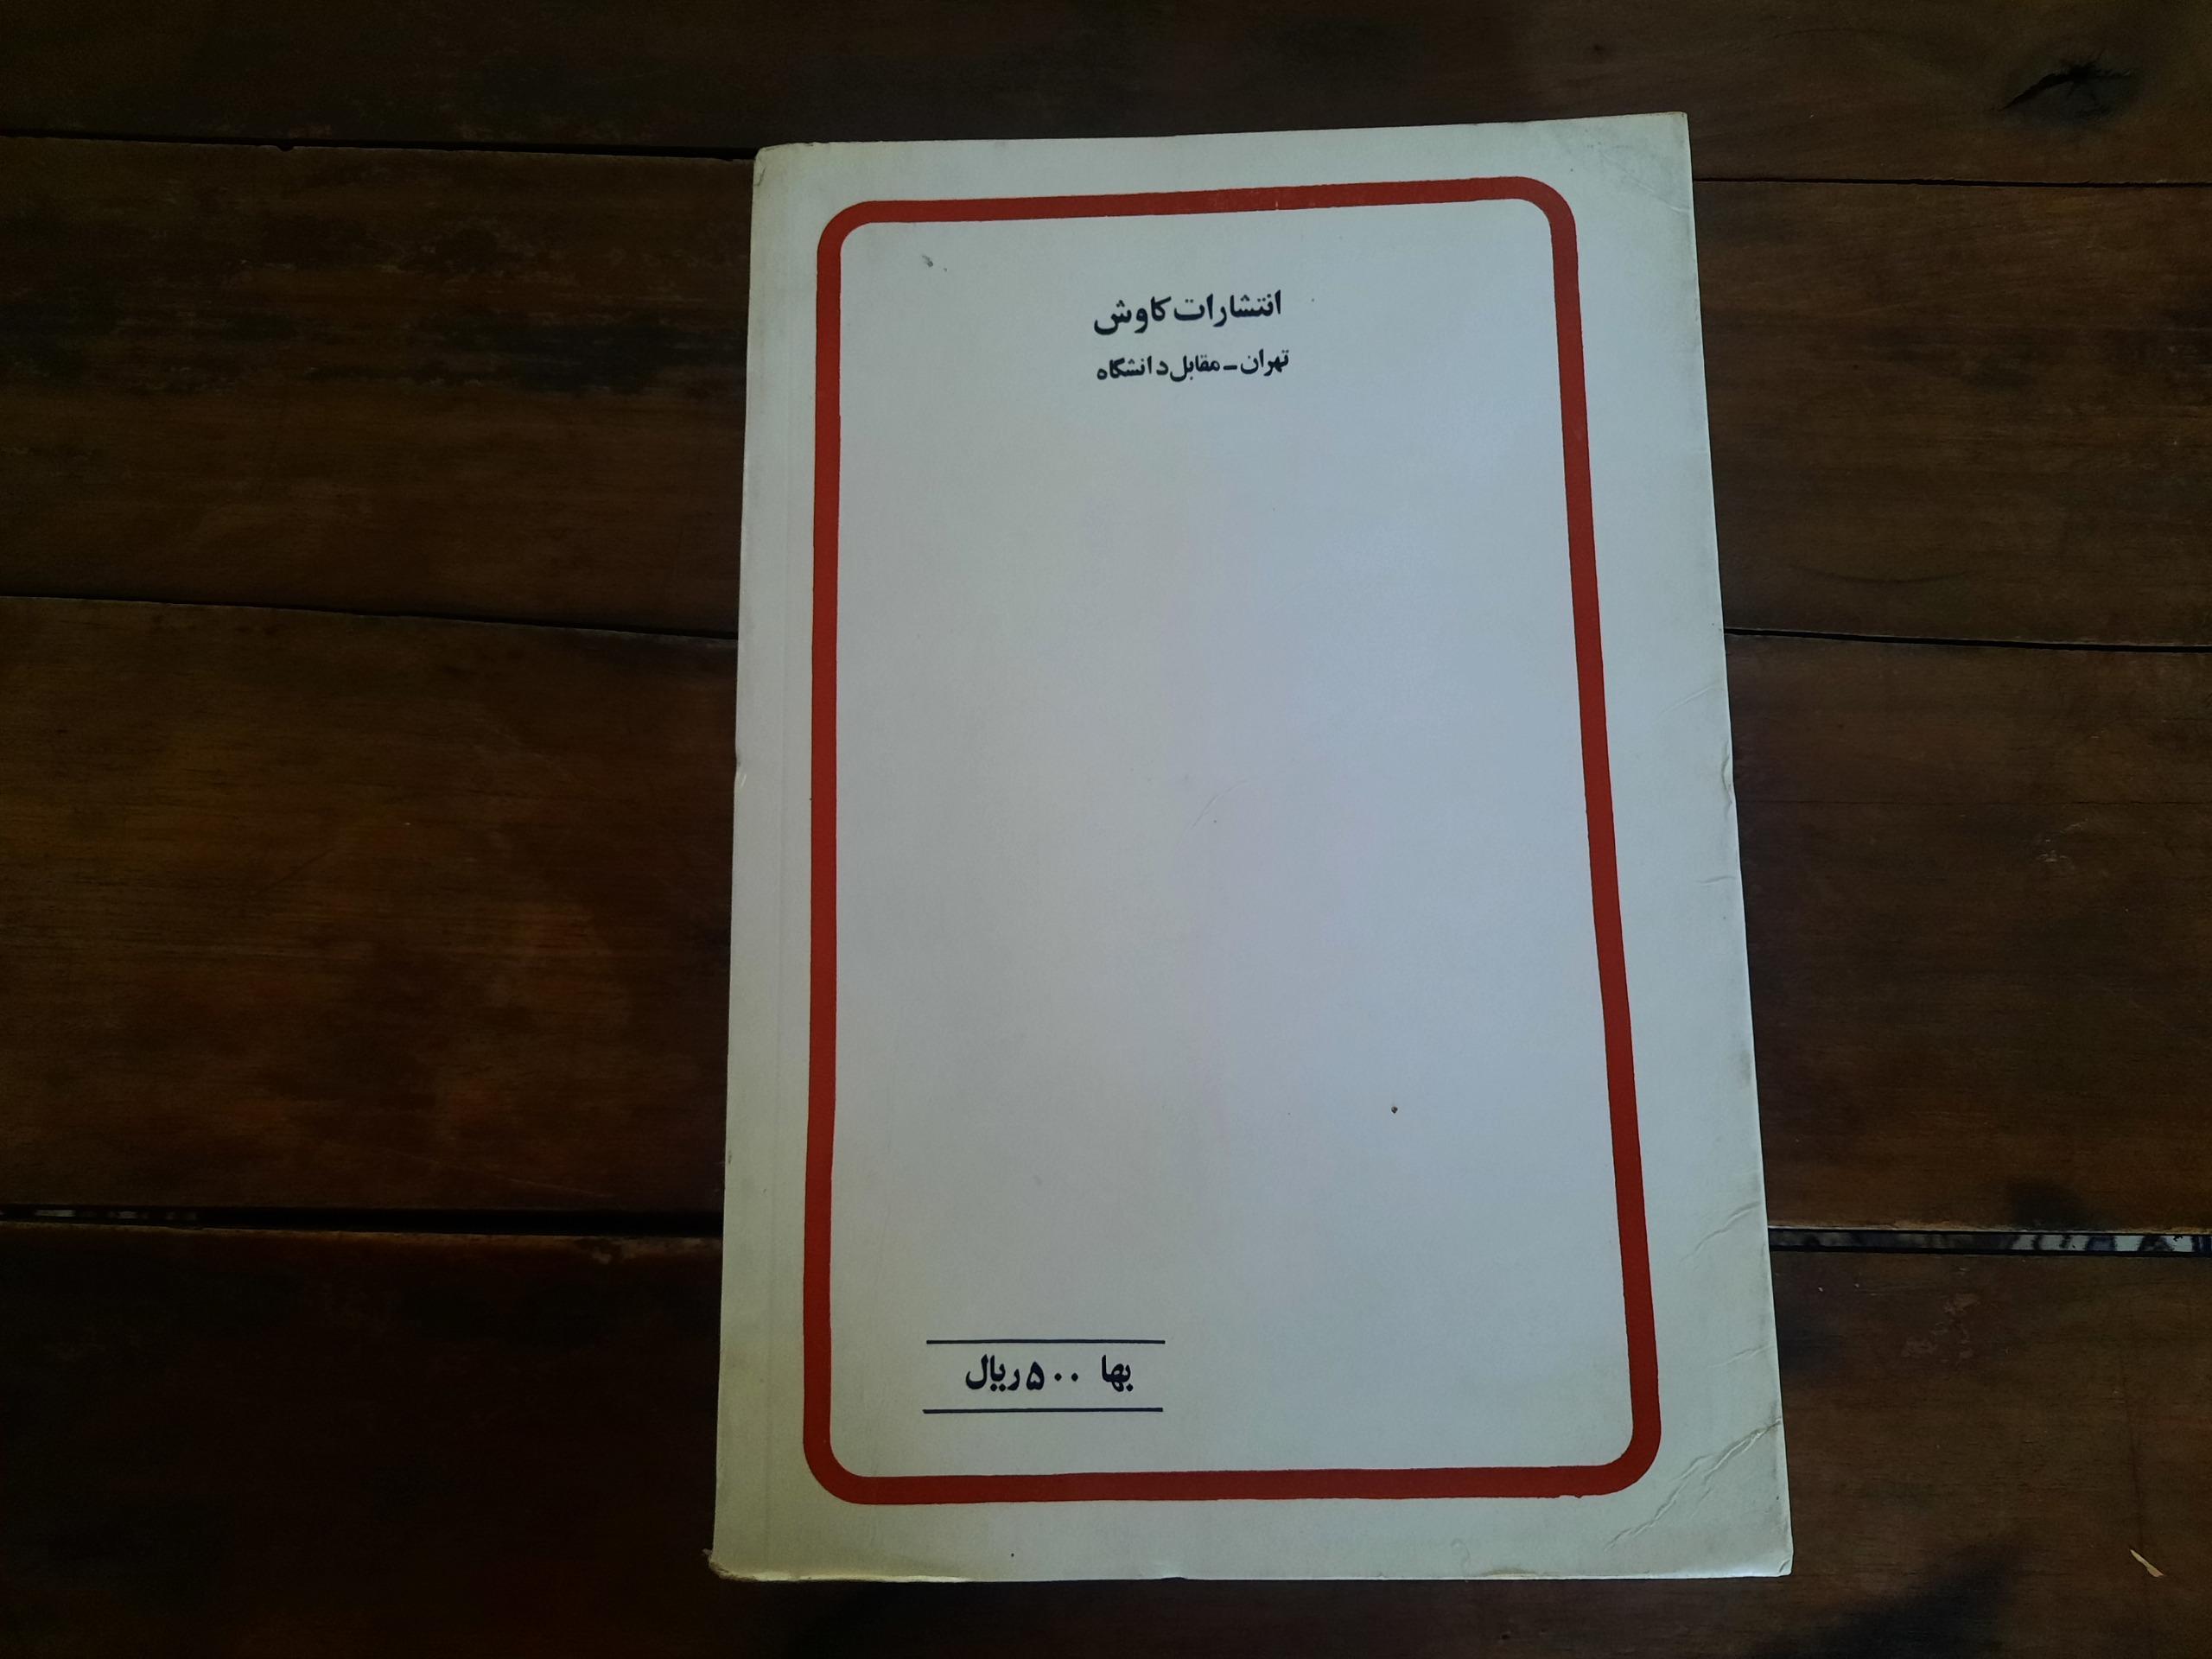 انتشارات کاوش
تهران - مقابل دانشگاه
بها ۵۰۰ ریال